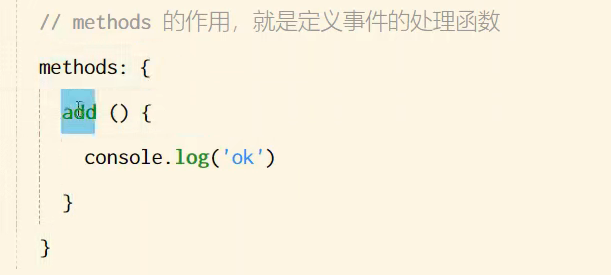 // methods 的作用，就是定义事件的处理函数
methods: {
add () {
console.log('ok')
}
}